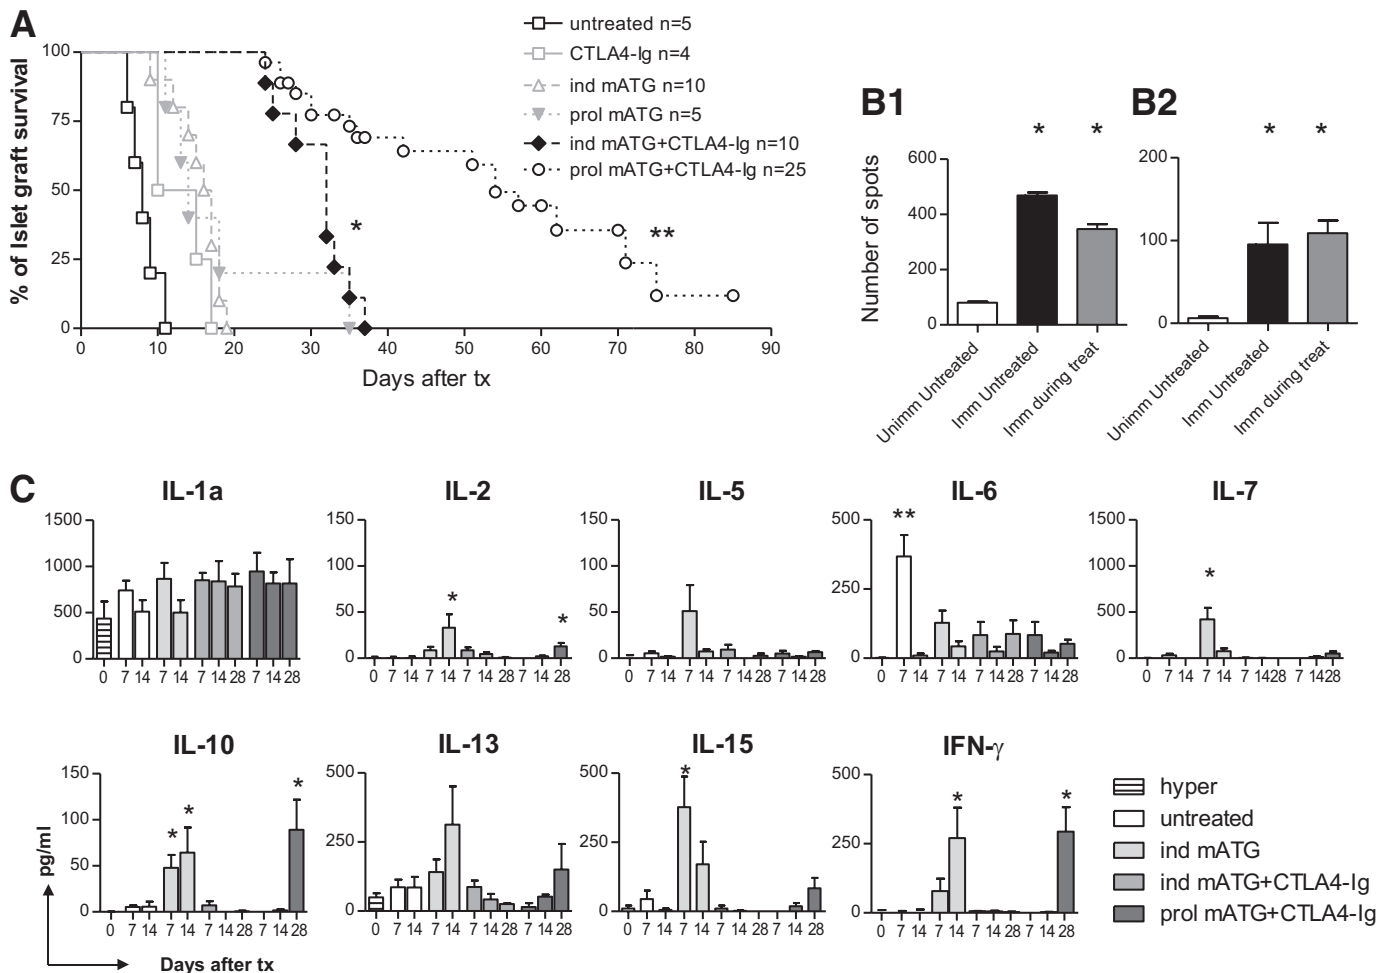 A
untreated n=5
CTLA4-Ig n=4
ind mATG n=10
prol mATG n=5
ind mATG+CTLA4-Ig n=10
prol mATG+CTLA4-Ig n=25
% of Islet graft survival
100
75
50
25
0
*
**
0 10 20 30 40 50 60 70 80 90
Days after tx
B1
* *
Number of spots
600
400
200
0
Unimm Untreated
Imm Untreated
Imm during treat
B2
* *
200
100
0
Unimm Untreated
Imm Untreated
Imm during treat
C
IL-1a
1500
1000
500
0
0 7 14 7 14 7 14 28 7 14 28
IL-2
150
100
50
0
* *
0 7 14 7 14 7 14 28 7 14 28
IL-5
150
100
50
0
0 7 14 7 14 7 14 28 7 14 28
IL-6
500
250
0
**
0 7 14 7 14 7 14 28 7 14 28
IL-7
1500
1000
500
0
*
0 7 14 7 14 7 14 28 7 14 28
IL-10
150
100
50
0
* * *
0 7 14 7 14 7 14 28 7 14 28
pg/ml
Days after tx
IL-13
500
250
0
0 7 14 7 14 7 14 28 7 14 28
IL-15
500
250
0
*
0 7 14 7 14 7 14 28 7 14 28
IFN-γ
500
250
0
* *
0 7 14 7 14 7 14 28 7 14 28
hyper
untreated
ind mATG
ind mATG+CTLA4-Ig
prol mATG+CTLA4-Ig